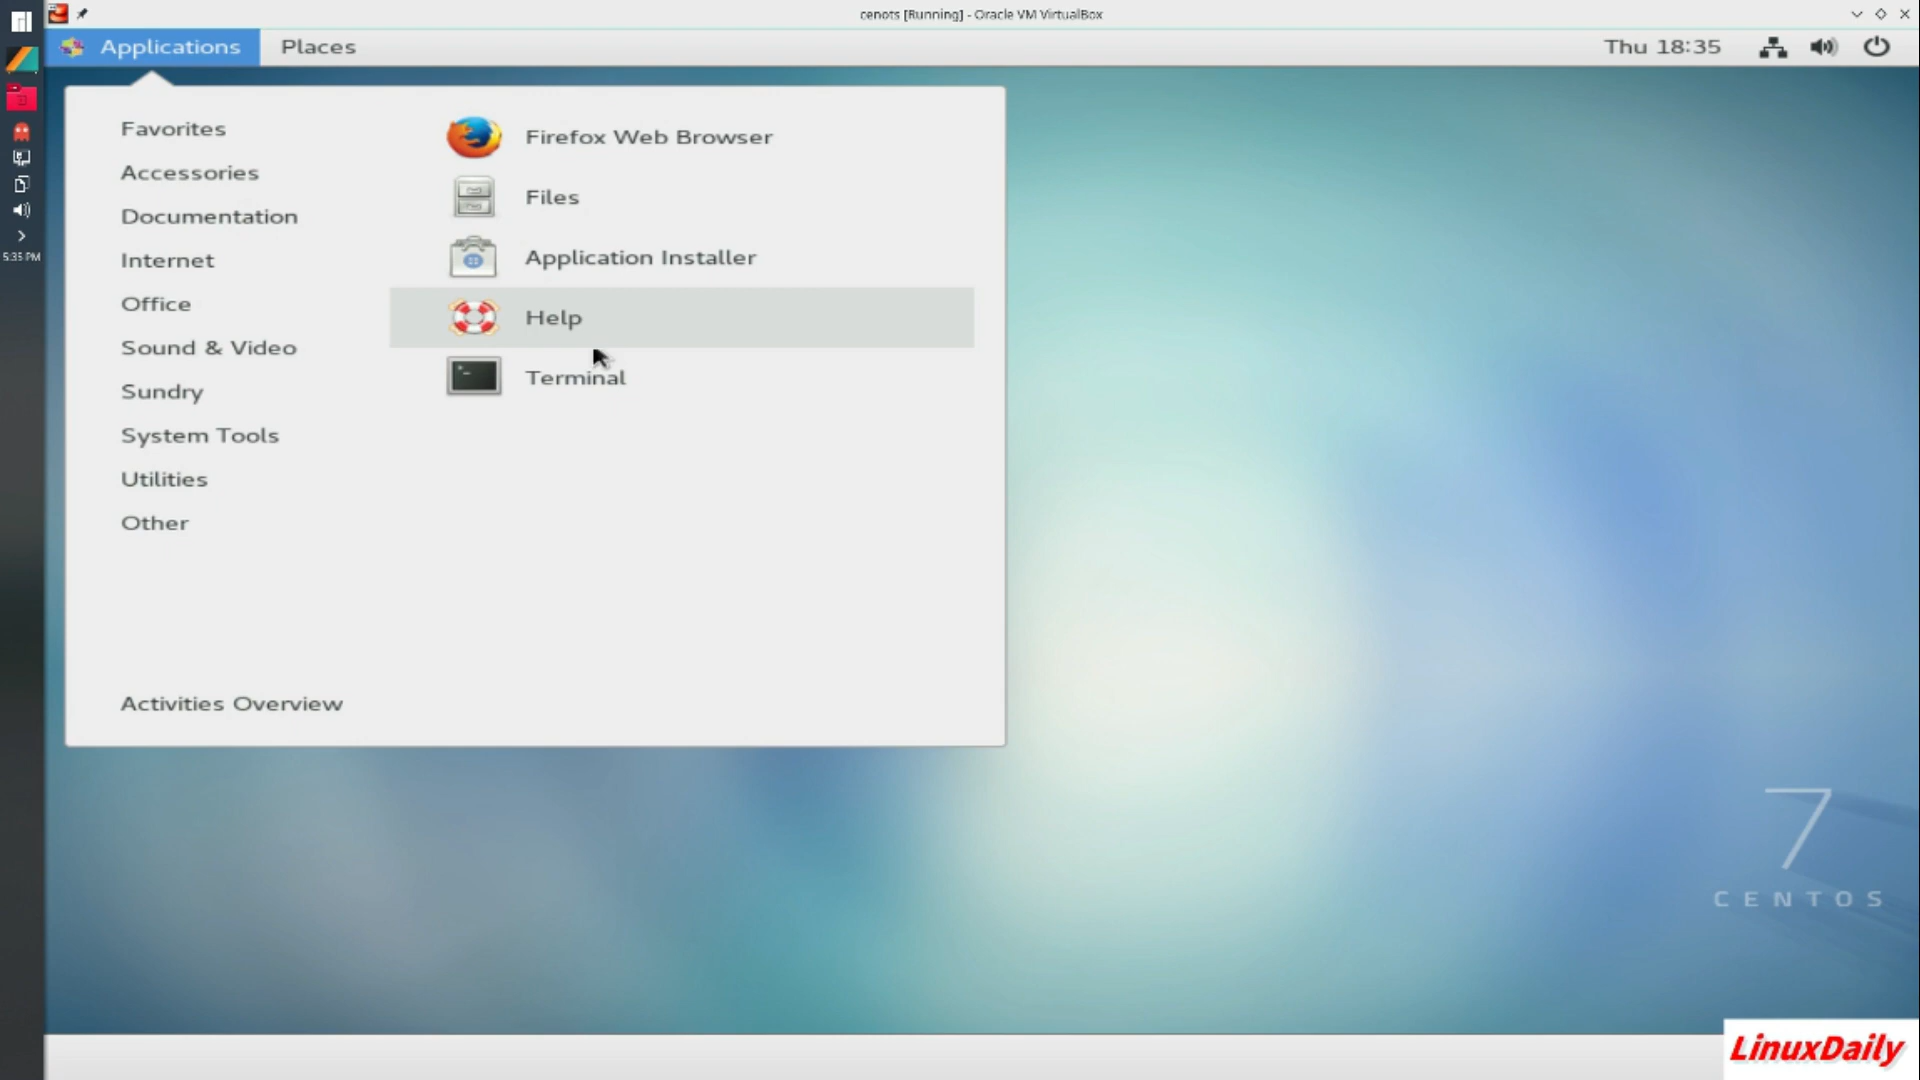 cenots [Running] - Oracle VM VirtualBox
Applications Places Thu 18:35
Favorites
Accessories
Documentation
Internet
Office
Sound & Video
Sundry
System Tools
Utilities
Other
Activities Overview
Firefox Web Browser
Files
Application Installer
Help
Terminal
5:35 PM
7
CENTOS
LinuxDaily